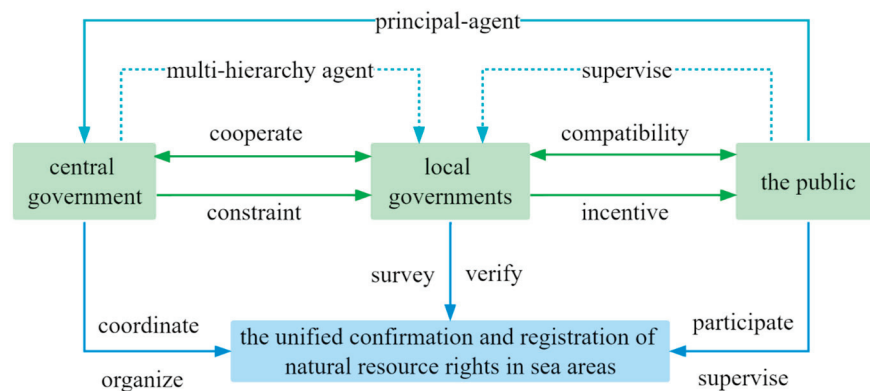 principal-agent
multi-hierarchy agent
supervise
cooperate
compatibility
central
government
local
governments
the public
constraint
incentive
survey
verify
coordinate
organize
the unified confirmation and registration of
natural resource rights in sea areas
participate
supervise